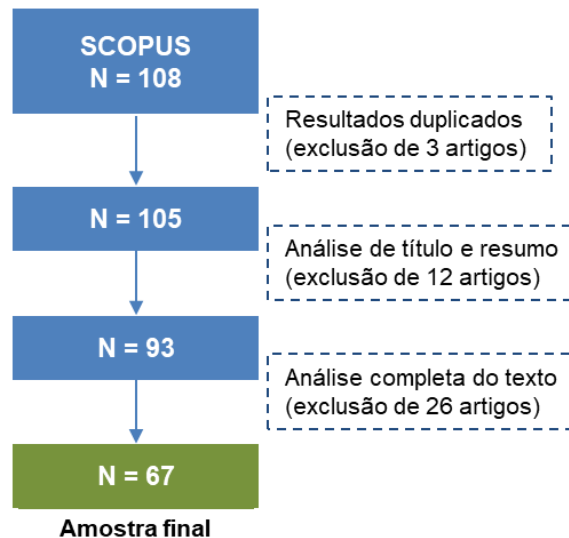 SCOPUS
N = 108
Resultados duplicados
(exclusão de 3 artigos)
N = 105
Análise de título e resumo
(exclusão de 12 artigos)
N = 93
Análise completa do texto
(exclusão de 26 artigos)
N = 67
Amostra final